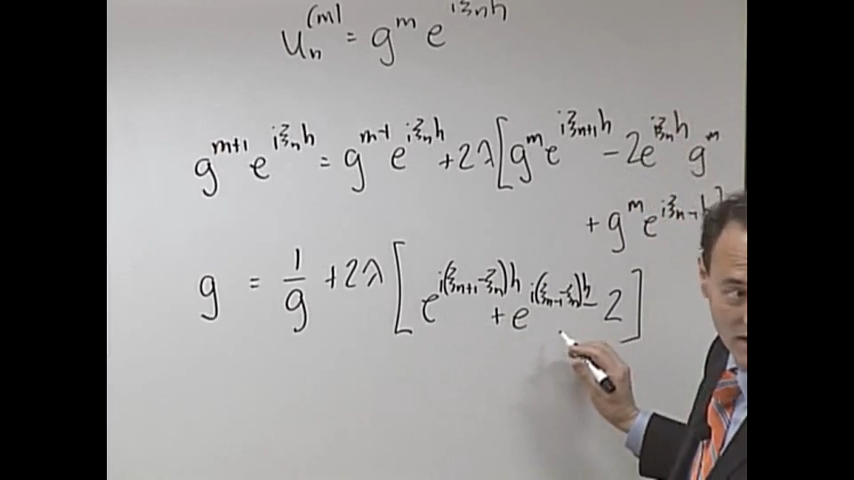 u_n^(m) = g^m e^{iξ_n h}
g^{m+1} e^{iξ_n h} = g^{m-1} e^{iξ_n h} + 2λ[g^m e^{iξ_{n+1} h} - 2e^{iξ_n h} g^m
+ g^m e^{iξ_{n-1} h}]
g = 1/g + 2λ[e^{i(ξ_{n+1}-ξ_n)h} + e^{i(ξ_{n-1}-ξ_n)h} - 2]